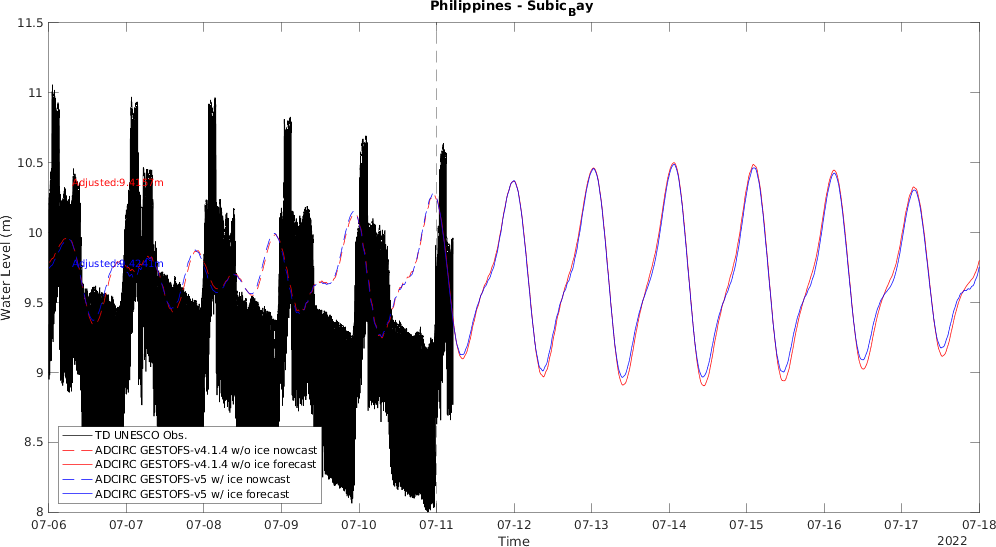 Philippines - Subic_Bay
11.5
11
10.5
10
9.5
9
8.5
8
Water Level (m)
TD UNESCO Obs.
ADCIRC GESTOFS-v4.1.4 w/o ice nowcast
ADCIRC GESTOFS-v4.1.4 w/o ice forecast
ADCIRC GESTOFS-v5 w/ ice nowcast
ADCIRC GESTOFS-v5 w/ ice forecast
07-06 07-07 07-08 07-09 07-10 07-11 07-12 07-13 07-14 07-15 07-16 07-17 07-18
Time
2022